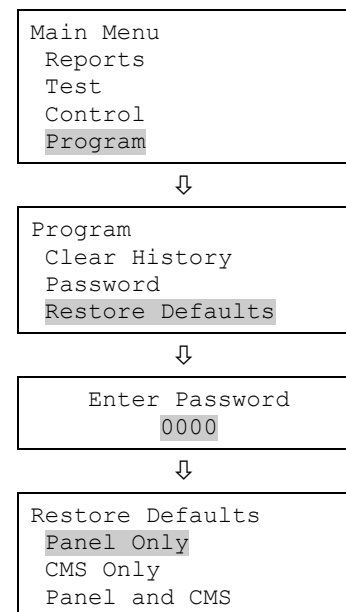 Main Menu
Reports
Test
Control
Program
⇩
Program
Clear History
Password
Restore Defaults
⇩
Enter Password
0000
⇩
Restore Defaults
Panel Only
CMS Only
Panel and CMS